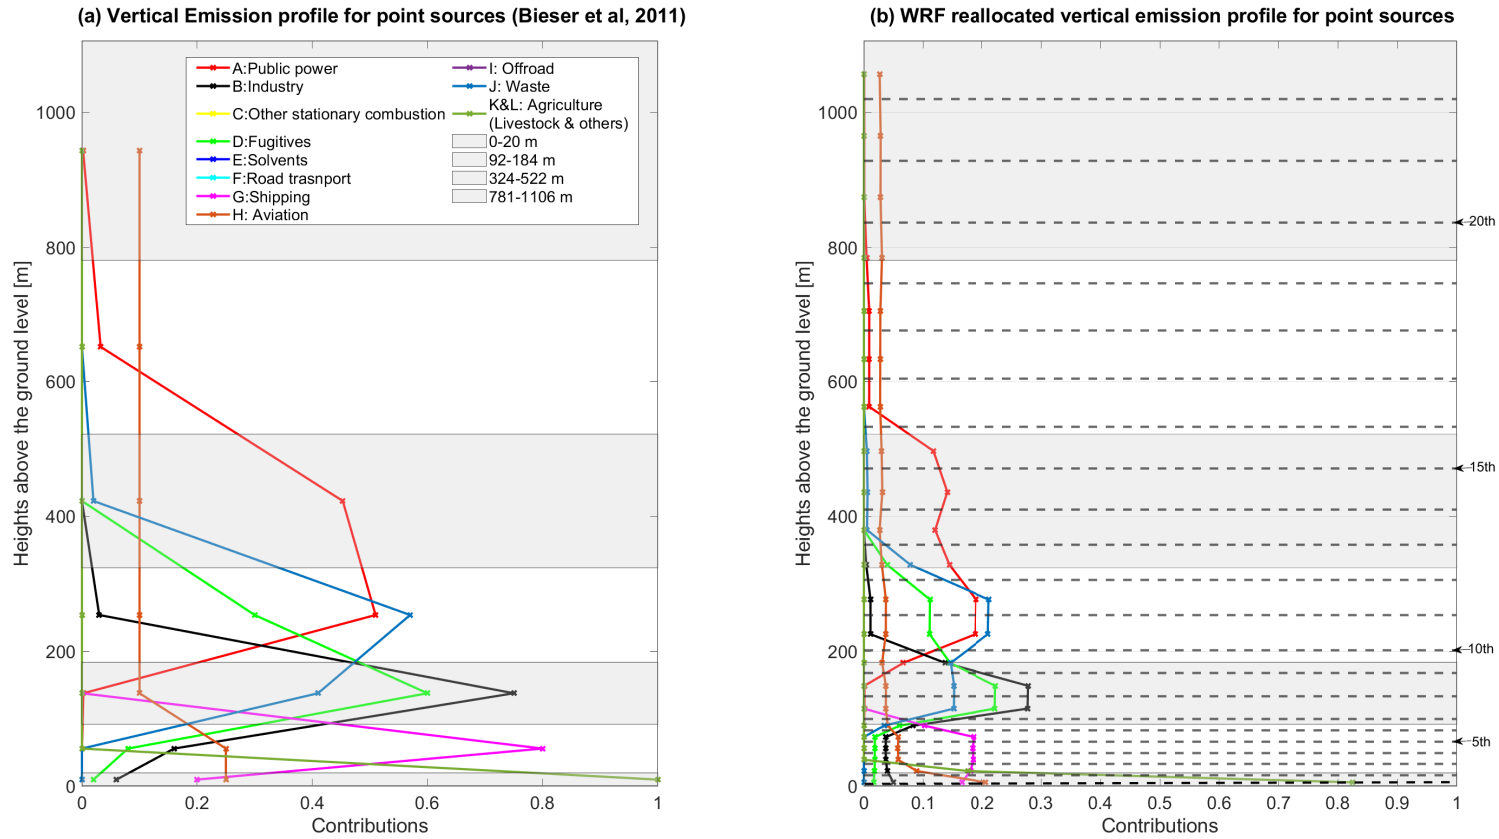 (a) Vertical Emission profile for point sources (Bieser et al, 2011)
Heights above the ground level [m]
1000
800
600
400
200
0
A:Public power
B:Industry
C:Other stationary combustion
D:Fugitives
E:Solvents
F:Road trasnport
G:Shipping
H: Aviation
I: Offroad
J: Waste
K&L: Agriculture
(Livestock & others)
0-20 m
92-184 m
324-522 m
781-1106 m
0 0.2 0.4 0.6 0.8 1
Contributions
(b) WRF reallocated vertical emission profile for point sources
Heights above the ground level [m]
1000
800
600
400
200
0
20th
15th
10th
5th
0 0.1 0.2 0.3 0.4 0.5 0.6 0.7 0.8 0.9 1
Contributions